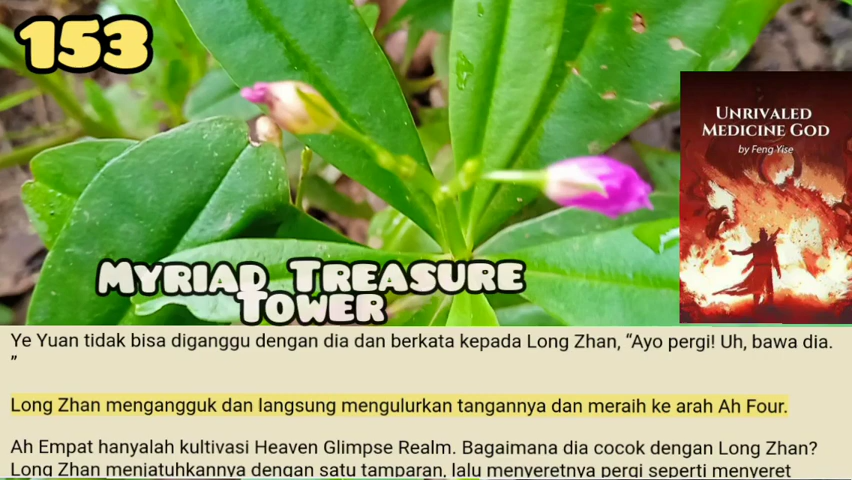 153
UNRIVALED
MEDICINE GOD
by Feng Yise
MYRIAD TREASURE
TOWER
Ye Yuan tidak bisa diganggu dengan dia dan berkata kepada Long Zhan, “Ayo pergi! Uh, bawa dia.
”
Long Zhan mengangguk dan langsung mengulurkan tangannya dan meraih ke arah Ah Four.
Ah Empat hanyalah kultivasi Heaven Glimpse Realm. Bagaimana dia cocok dengan Long Zhan?
Long Zhan menjatuhkannya dengan satu tamparan, lalu menyeretnya pergi seperti menyeret